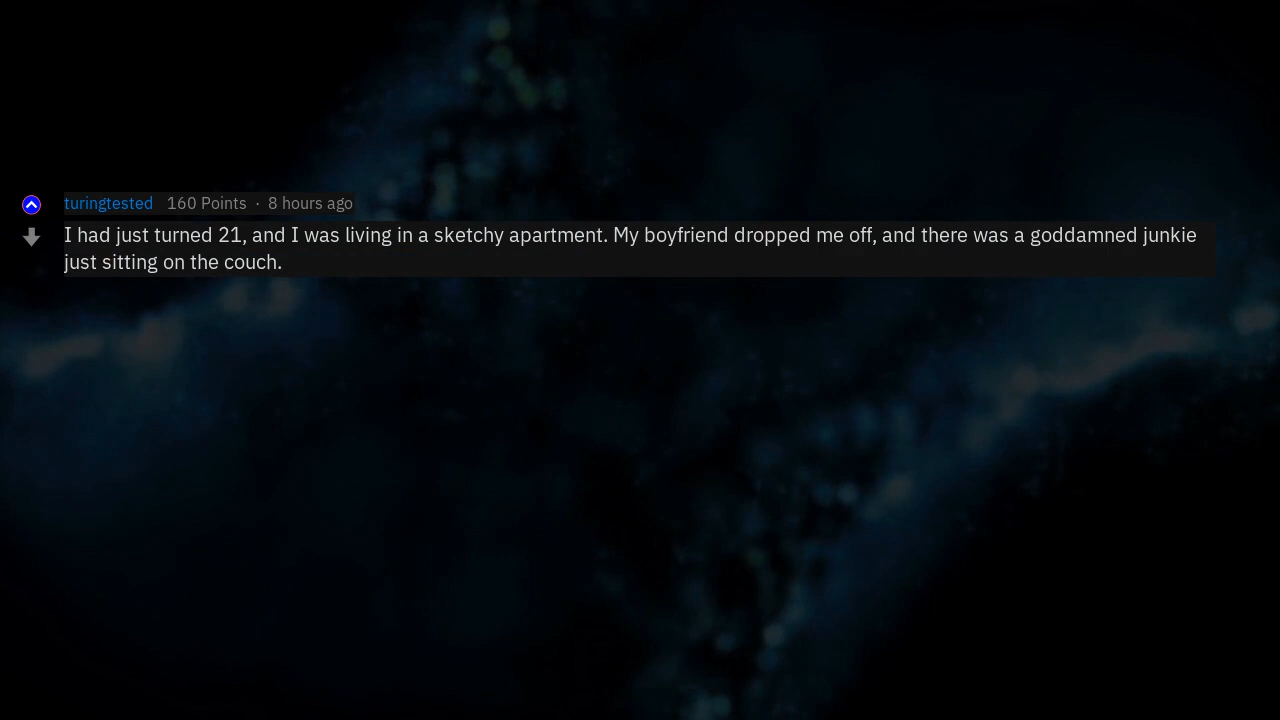 turingtested 160 Points · 8 hours ago
I had just turned 21, and I was living in a sketchy apartment. My boyfriend dropped me off, and there was a goddamned junkie
just sitting on the couch.